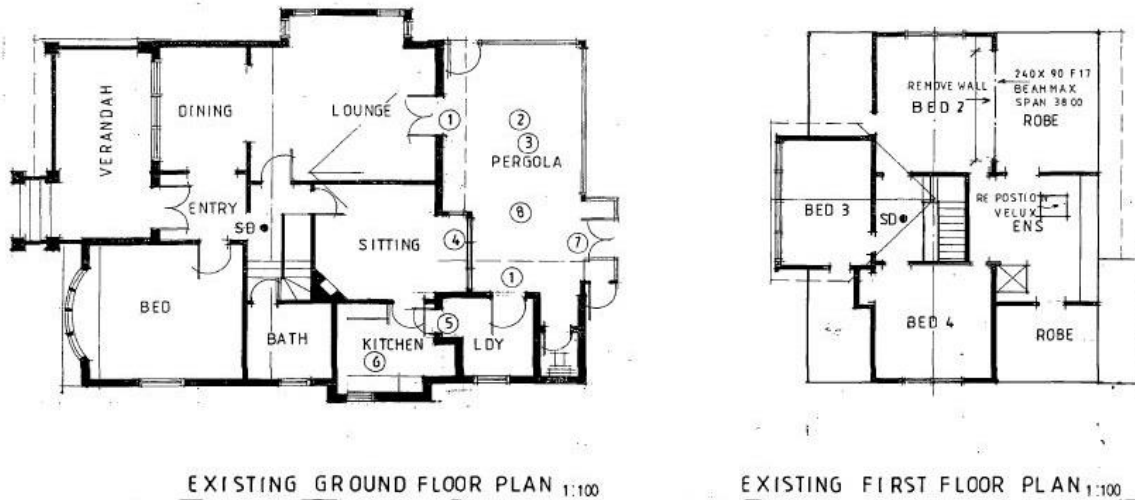 VERANDAH
DINING
LOUNGE
1
2
3
PERGOLA
ENTRY
SD
SITTING
4
8
7
1
BED
BATH
KITCHEN
5
LDY
6
EXISTING GROUND FLOOR PLAN 1:100
REMOVE WALL
BED 2
240 X 90 F17
BEAM MAX
SPAN 3800
ROBE
BED 3
SD
RE POSTION
VELUX
ENS
BED 4
ROBE
EXISTING FIRST FLOOR PLAN 1:100